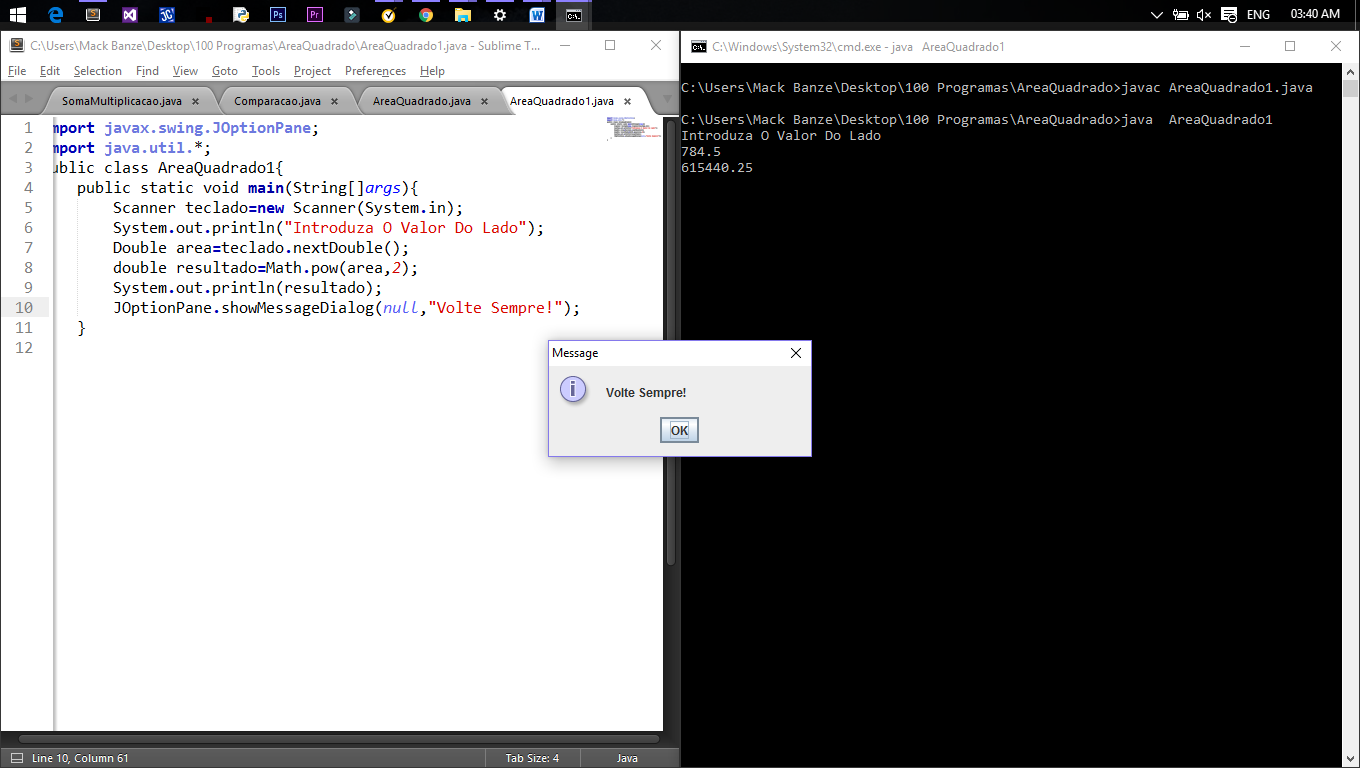 ENG 03:40 AM
C:\Users\Mack Banze\Desktop\100 Programas\AreaQuadrado\AreaQuadrado1.java - Sublime T...
File Edit Selection Find View Goto Tools Project Preferences Help
SomaMultiplicacao.java × Comparacao.java × AreaQuadrado.java × AreaQuadrado1.java ×
1 mport javax.swing.JOptionPane;
2 mport java.util.*;
3 ublic class AreaQuadrado1{
4 public static void main(String[]args){
5 Scanner teclado=new Scanner(System.in);
6 System.out.println("Introduza O Valor Do Lado");
7 Double area=teclado.nextDouble();
8 double resultado=Math.pow(area,2);
9 System.out.println(resultado);
10 JOptionPane.showMessageDialog(null,"Volte Sempre!");
11 }
12
Line 10, Column 61 Tab Size: 4 Java
C:\Windows\System32\cmd.exe - java  AreaQuadrado1
C:\Users\Mack Banze\Desktop\100 Programas\AreaQuadrado>javac AreaQuadrado1.java
C:\Users\Mack Banze\Desktop\100 Programas\AreaQuadrado>java  AreaQuadrado1
Introduza O Valor Do Lado
784.5
615440.25
Message
Volte Sempre!
OK